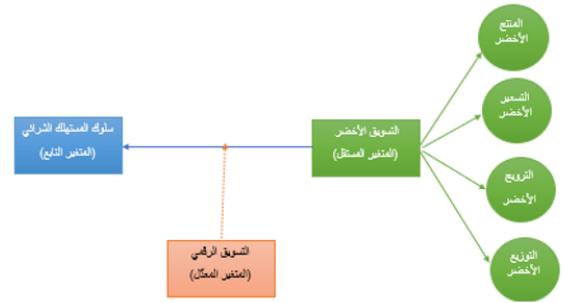 المنتج
الأخضر
التسعير
الأخضر
سلوك المستهلك الشرائي
(المتغير التابع)
التسويق الأخضر
(المتغير المستقل)
الترويج
الأخضر
التوزيع
الأخضر
التسويق الرقمي
(المتغير المعدّل)